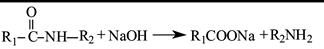 O
R₁—C—NH—R₂ + NaOH ⟶ R₁COONa + R₂NH₂